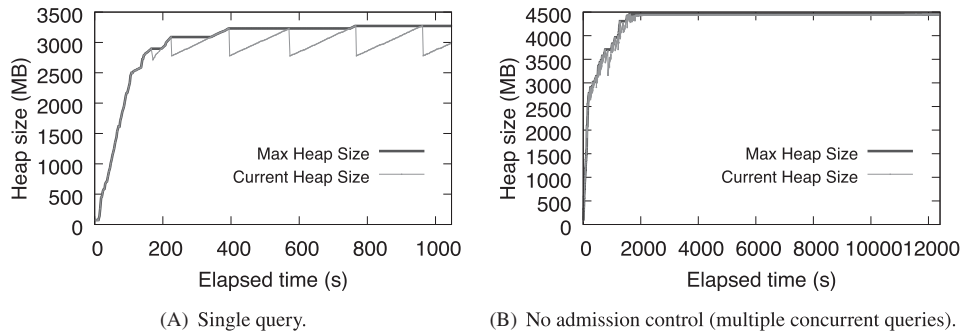 3500
3000
2500
2000
1500
1000
500
0
Heap size (MB)
Max Heap Size
Current Heap Size
0 200 400 600 800 1000
Elapsed time (s)
(A) Single query.
4500
4000
3500
3000
2500
2000
1500
1000
500
0
Heap size (MB)
Max Heap Size
Current Heap Size
0 2000 4000 6000 8000 1000012000
Elapsed time (s)
(B) No admission control (multiple concurrent queries).